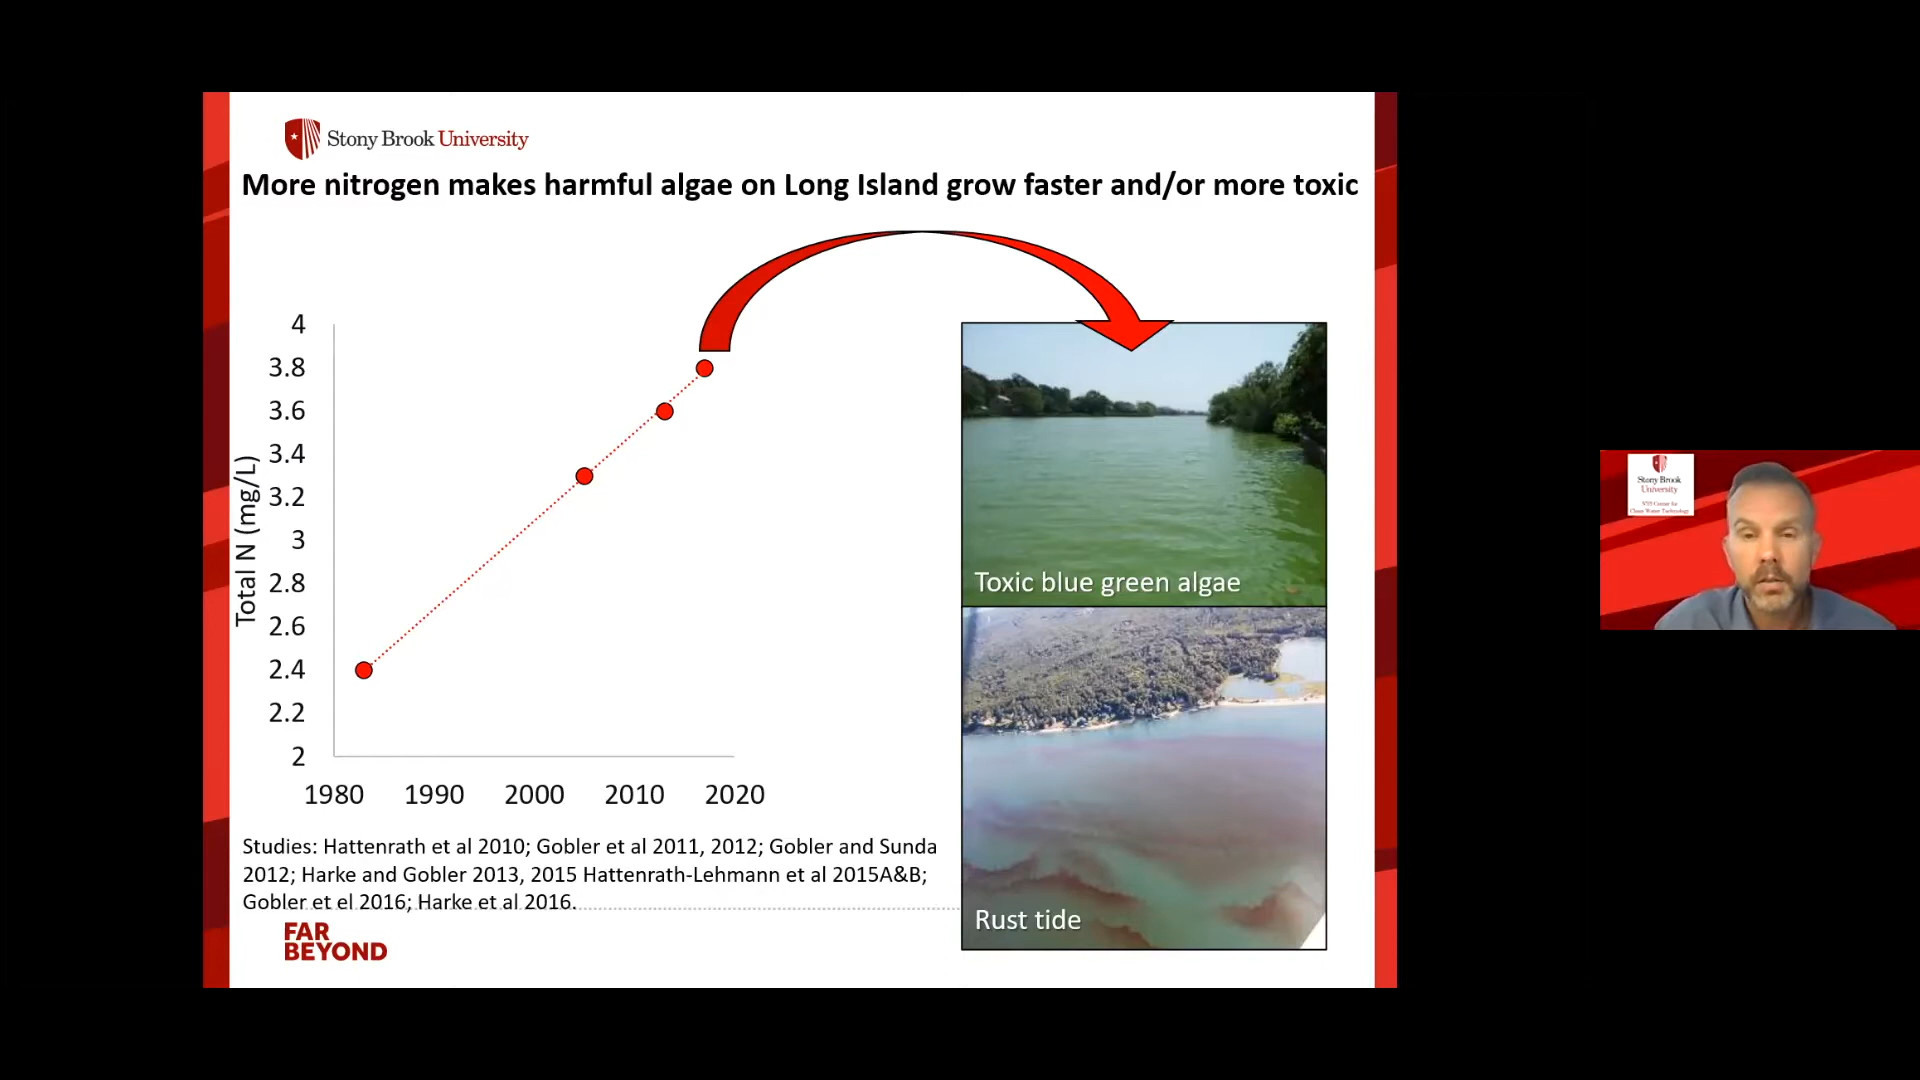 Stony Brook University
More nitrogen makes harmful algae on Long Island grow faster and/or more toxic
4
3.8
3.6
3.4
3.2
3
2.8
2.6
2.4
2.2
2
Total N (mg/L)
1980 1990 2000 2010 2020
Toxic blue green algae
Rust tide
Studies: Hattenrath et al 2010; Gobler et al 2011, 2012; Gobler and Sunda
2012; Harke and Gobler 2013, 2015 Hattenrath-Lehmann et al 2015A&B;
Gobler et el 2016; Harke et al 2016.
FAR
BEYOND
Stony Brook
University
NYS Center for
Clean Water Technology